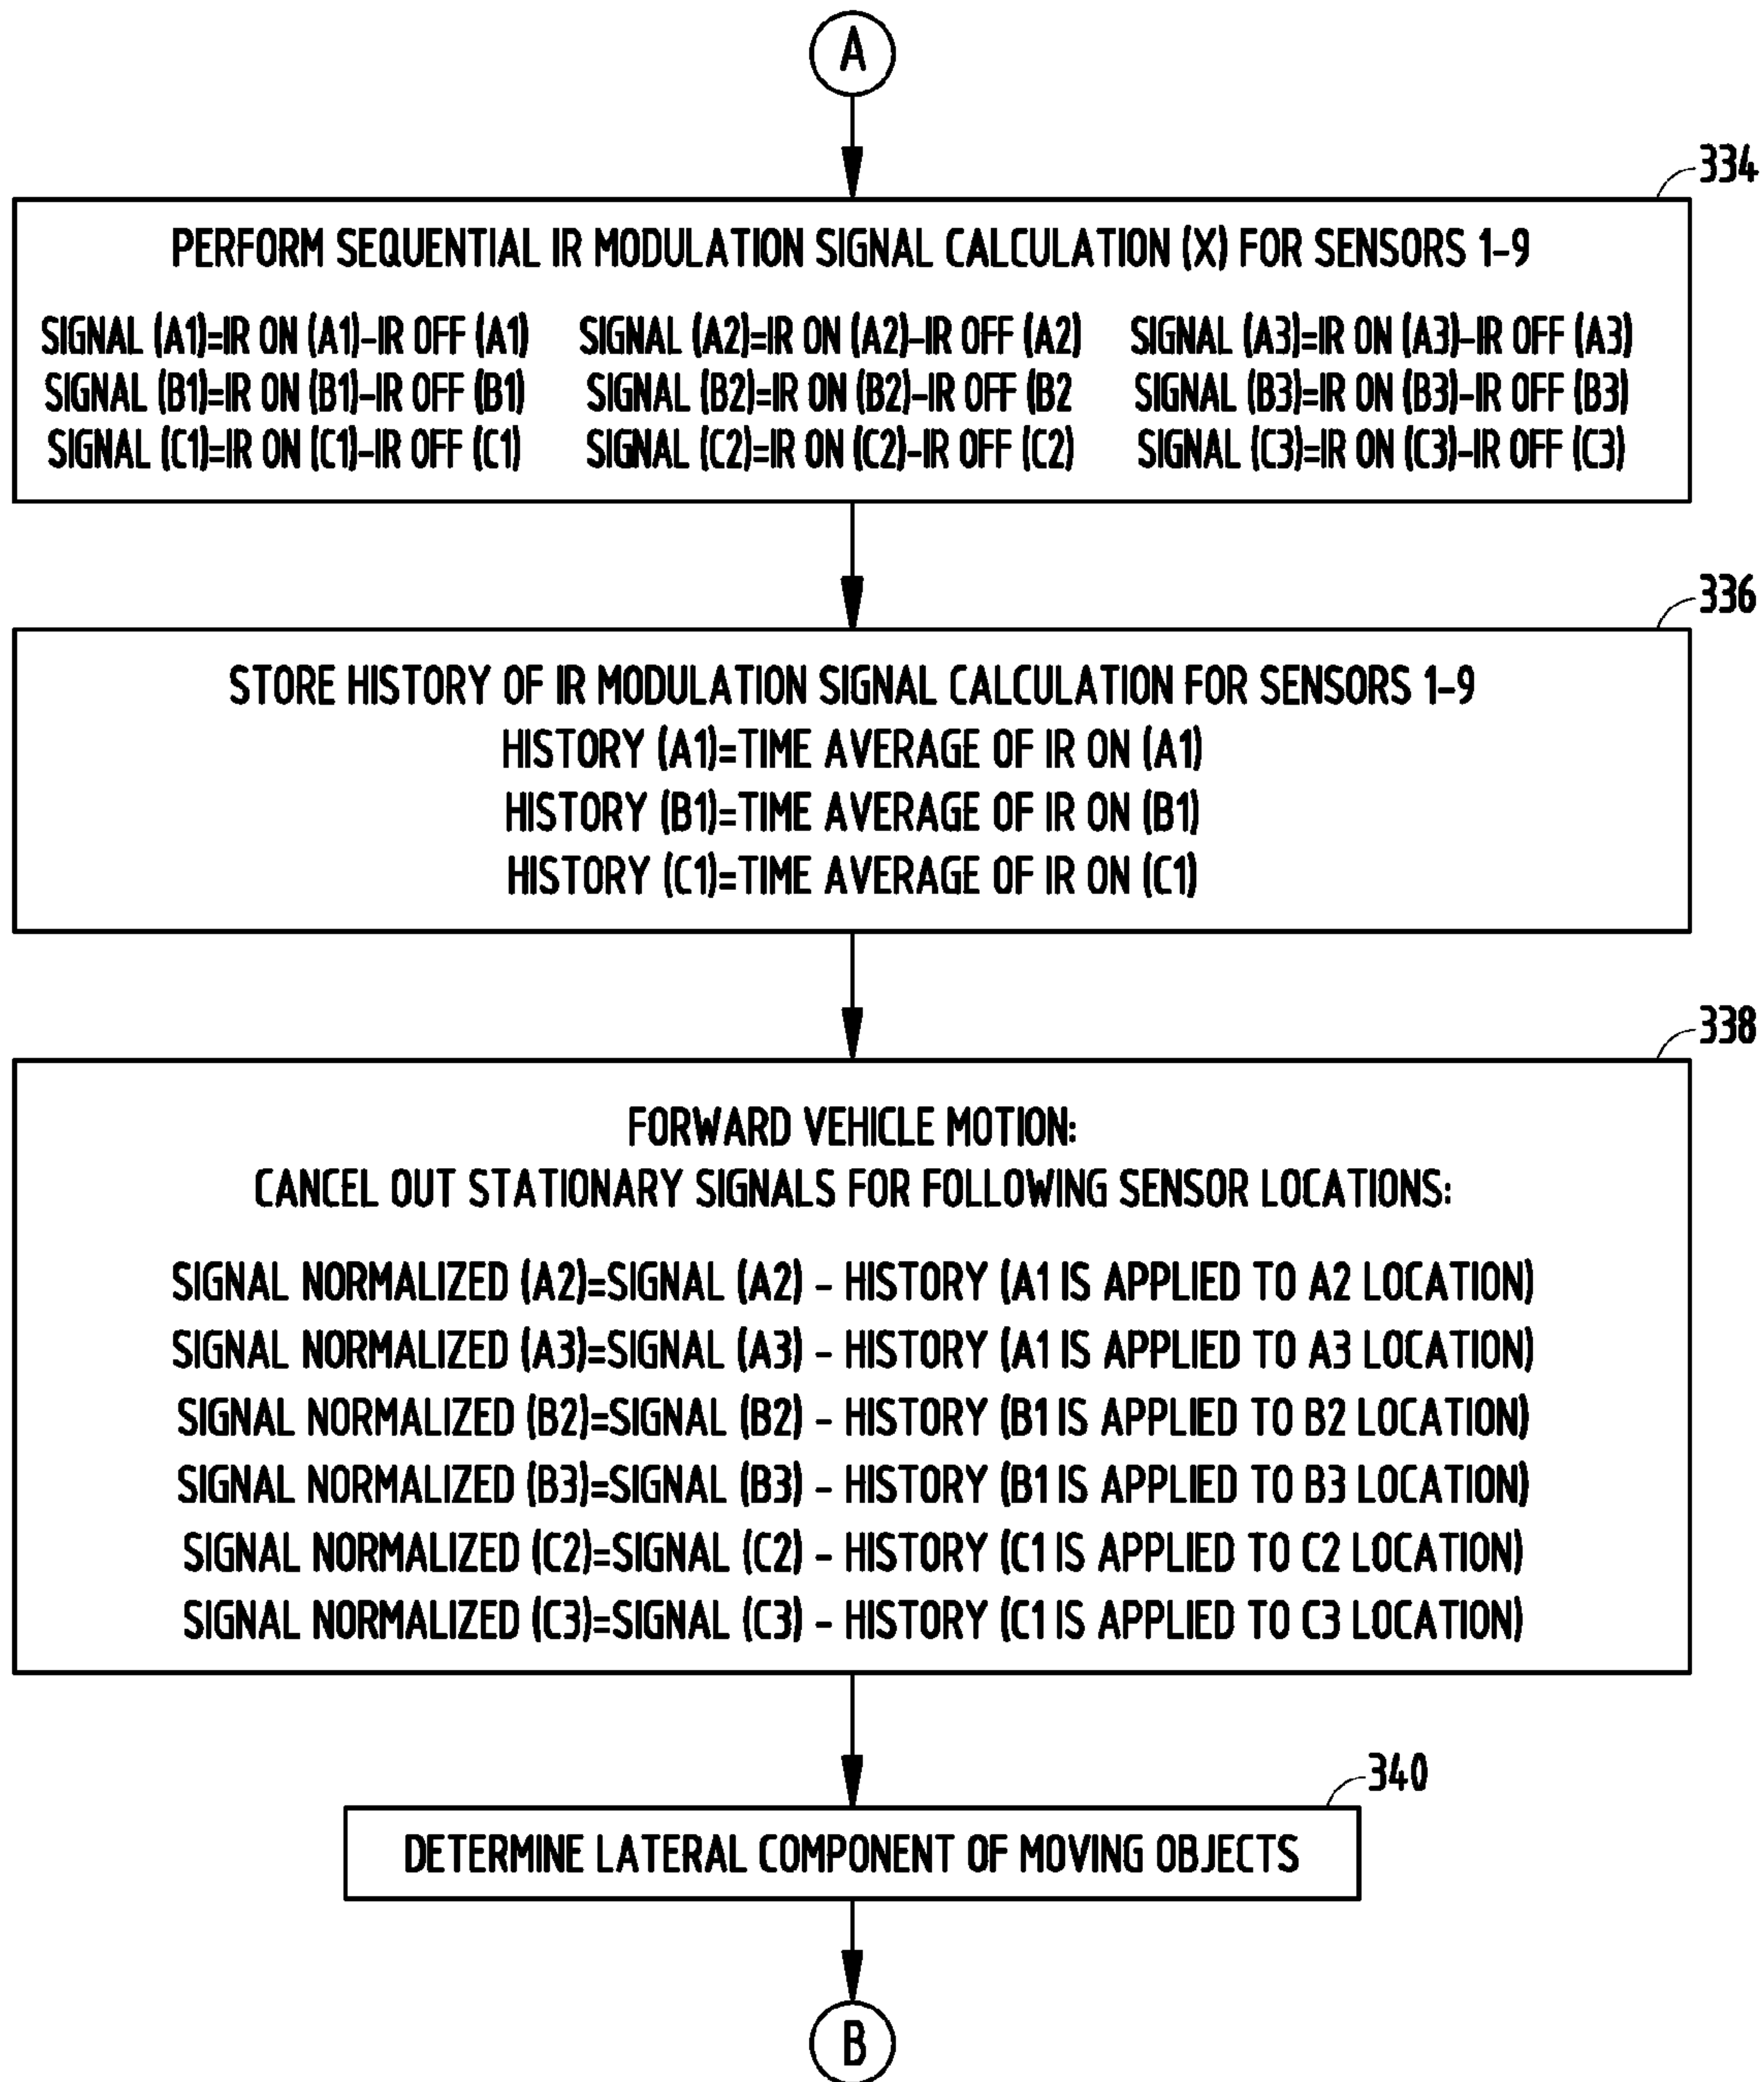 A
334
PERFORM SEQUENTIAL IR MODULATION SIGNAL CALCULATION (X) FOR SENSORS 1-9
SIGNAL (A1)=IR ON (A1)-IR OFF (A1) SIGNAL (A2)=IR ON (A2)-IR OFF (A2) SIGNAL (A3)=IR ON (A3)-IR OFF (A3)
SIGNAL (B1)=IR ON (B1)-IR OFF (B1) SIGNAL (B2)=IR ON (B2)-IR OFF (B2 SIGNAL (B3)=IR ON (B3)-IR OFF (B3)
SIGNAL (C1)=IR ON (C1)-IR OFF (C1) SIGNAL (C2)=IR ON (C2)-IR OFF (C2) SIGNAL (C3)=IR ON (C3)-IR OFF (C3)
336
STORE HISTORY OF IR MODULATION SIGNAL CALCULATION FOR SENSORS 1-9
HISTORY (A1)=TIME AVERAGE OF IR ON (A1)
HISTORY (B1)=TIME AVERAGE OF IR ON (B1)
HISTORY (C1)=TIME AVERAGE OF IR ON (C1)
338
FORWARD VEHICLE MOTION:
CANCEL OUT STATIONARY SIGNALS FOR FOLLOWING SENSOR LOCATIONS:
SIGNAL NORMALIZED (A2)=SIGNAL (A2) - HISTORY (A1 IS APPLIED TO A2 LOCATION)
SIGNAL NORMALIZED (A3)=SIGNAL (A3) - HISTORY (A1 IS APPLIED TO A3 LOCATION)
SIGNAL NORMALIZED (B2)=SIGNAL (B2) - HISTORY (B1 IS APPLIED TO B2 LOCATION)
SIGNAL NORMALIZED (B3)=SIGNAL (B3) - HISTORY (B1 IS APPLIED TO B3 LOCATION)
SIGNAL NORMALIZED (C2)=SIGNAL (C2) - HISTORY (C1 IS APPLIED TO C2 LOCATION)
SIGNAL NORMALIZED (C3)=SIGNAL (C3) - HISTORY (C1 IS APPLIED TO C3 LOCATION)
340
DETERMINE LATERAL COMPONENT OF MOVING OBJECTS
B